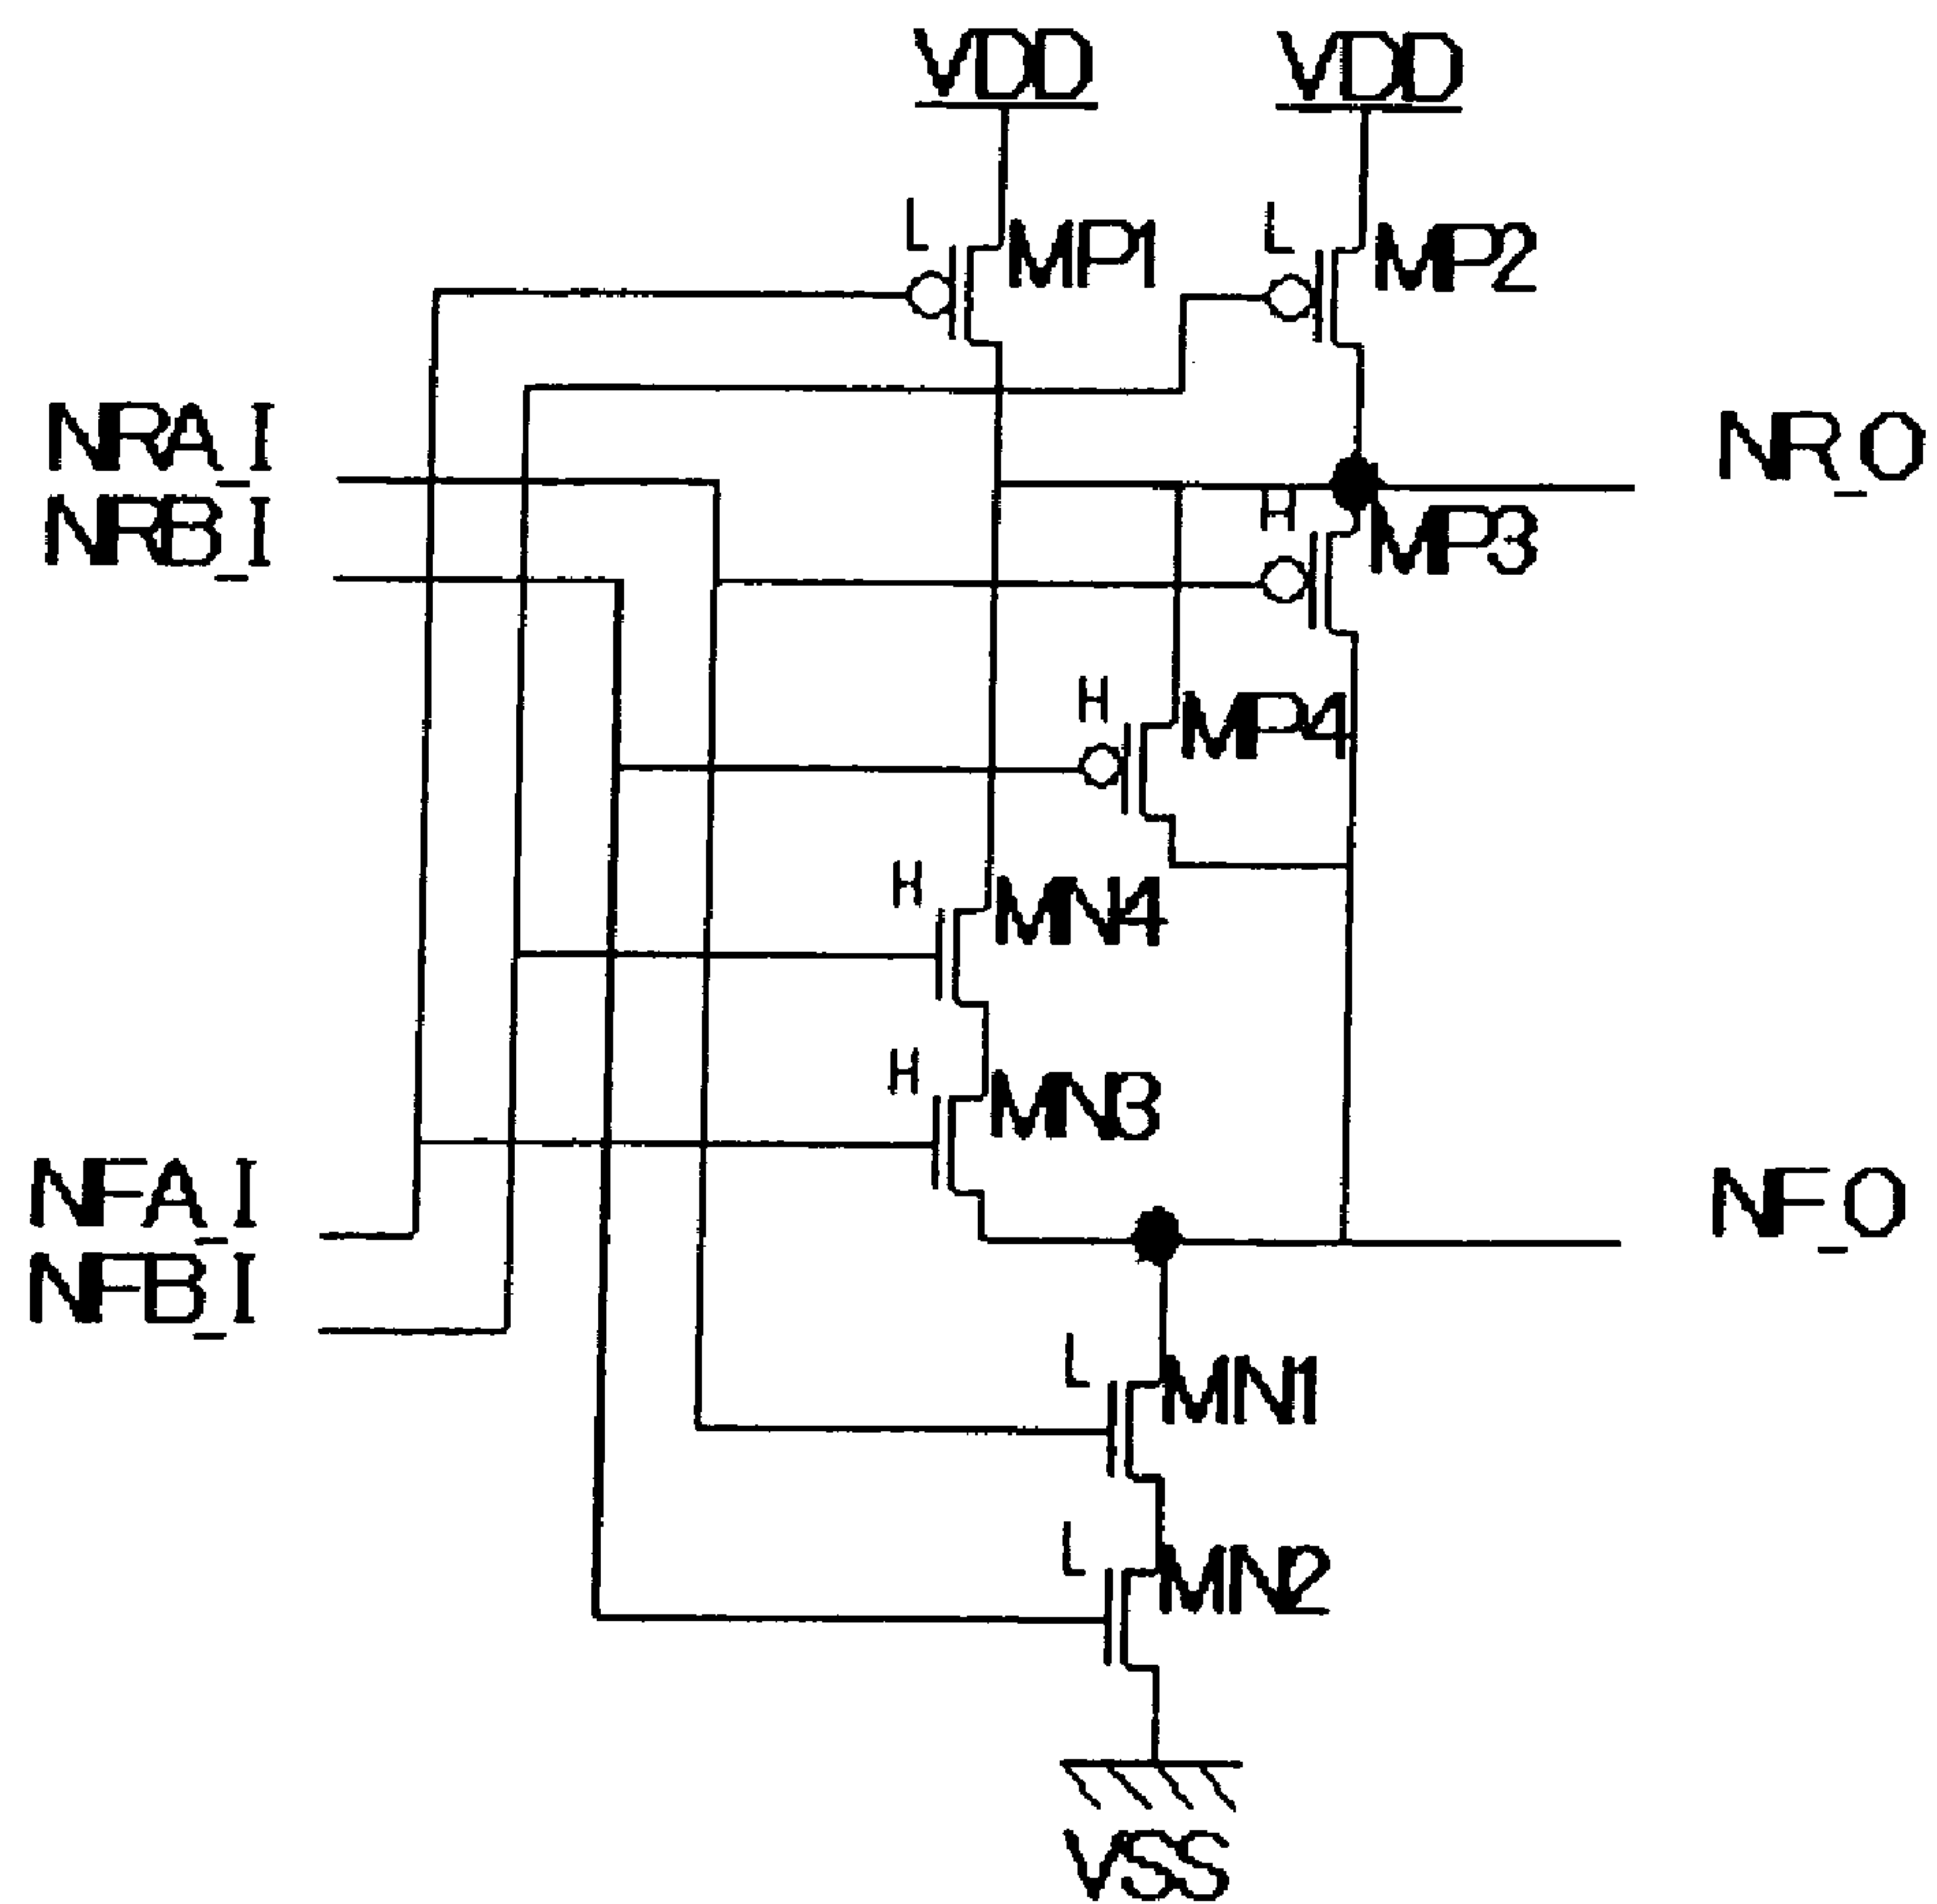 VDD VDD
L MP1 L MP2
NRA_I NR_O
NRB_I H MP3
H MP4
H MN4
H MN3
NFA_I NF_O
NFB_I
L MN1
L MN2
VSS